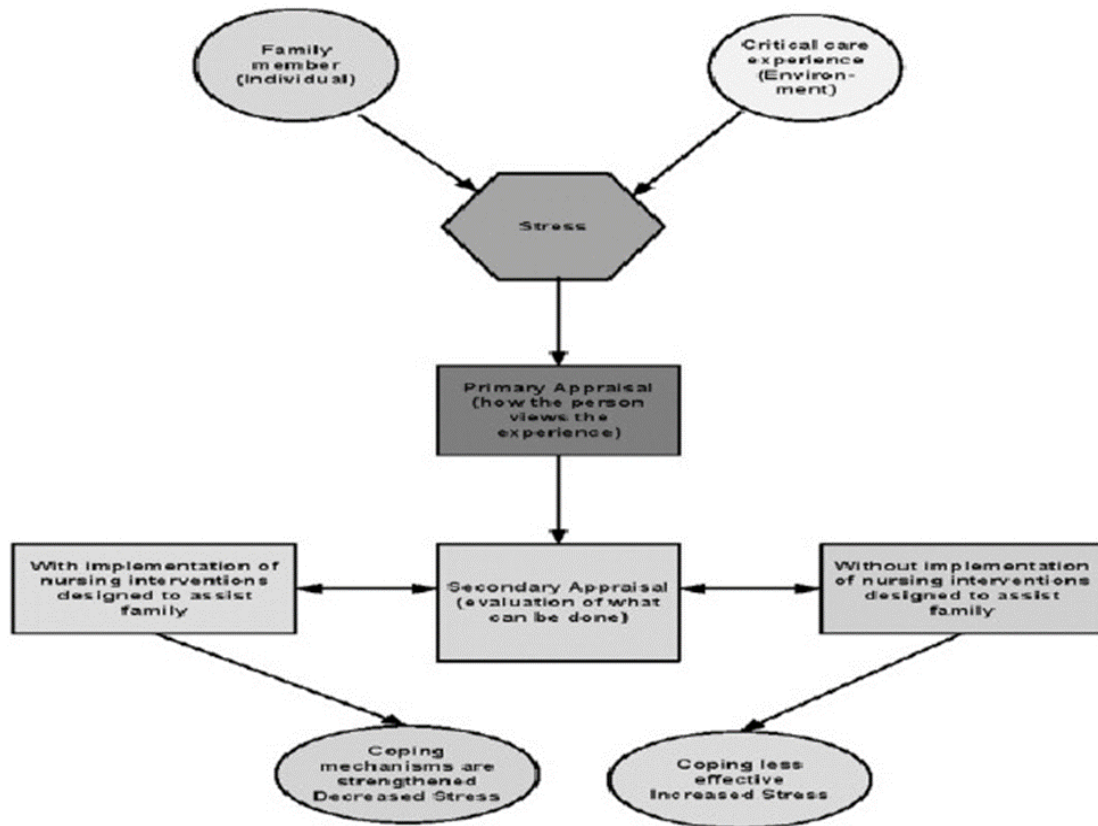 Family
member
(Individual)
Critical care
experience
(Environ-
ment)
Stress
Primary Appraisal
(how the person
views the
experience)
With implementation of
nursing interventions
designed to assist
family
Secondary Appraisal
(evaluation of what
can be done)
Without implementation
of nursing interventions
designed to assist
family
Coping
mechanisms are
strengthened
Decreased Stress
Coping less
effective
Increased Stress